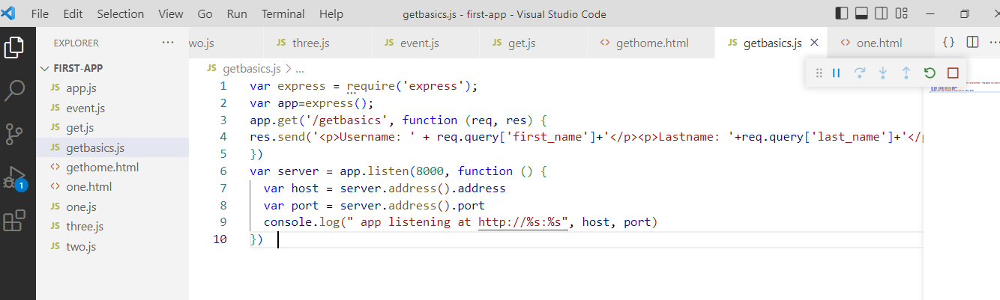 File Edit Selection View Go Run Terminal Help getbasics.js - first-app - Visual Studio Code
EXPLORER
wo.js JS three.js JS event.js JS get.js <> gethome.html JS getbasics.js <> one.html
FIRST-APP
JS app.js
JS event.js
JS get.js
JS getbasics.js
<> gethome.html
<> one.html
JS one.js
JS three.js
JS two.js
1
JS getbasics.js > ...
1 var express = require('express');
2 var app=express();
3 app.get('/getbasics', function (req, res) {
4 res.send('<p>Username: ' + req.query['first_name']+'</p><p>Lastname: '+req.query['last_name']+'</p
5 })
6 var server = app.listen(8000, function () {
7 var host = server.address().address
8 var port = server.address().port
9 console.log(" app listening at http://%s:%s", host, port)
10 })